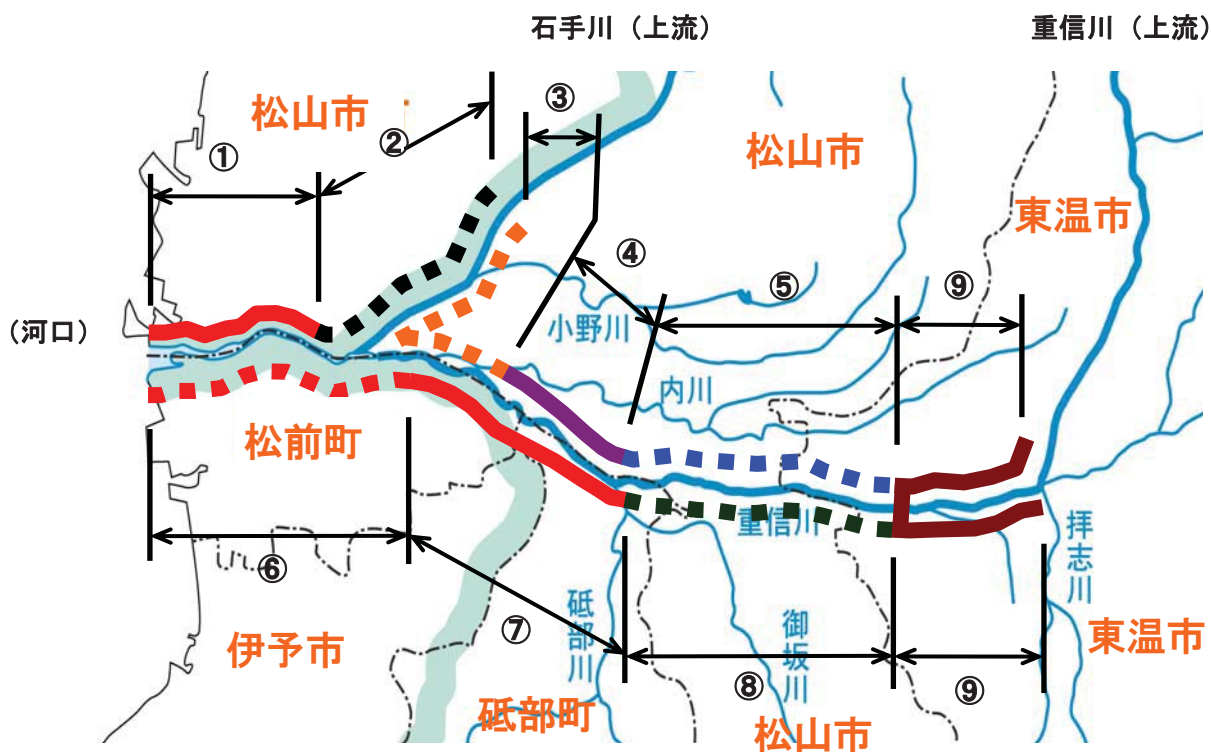 石手川（上流）
重信川（上流）
③
松山市
②
①
松山市
東温市
④
⑤
⑨
（河口）
小野川
内川
松前町
重信川
拝志川
⑥
⑦
砥部川
御坂川
伊予市
東温市
⑧
⑨
砥部町
松山市